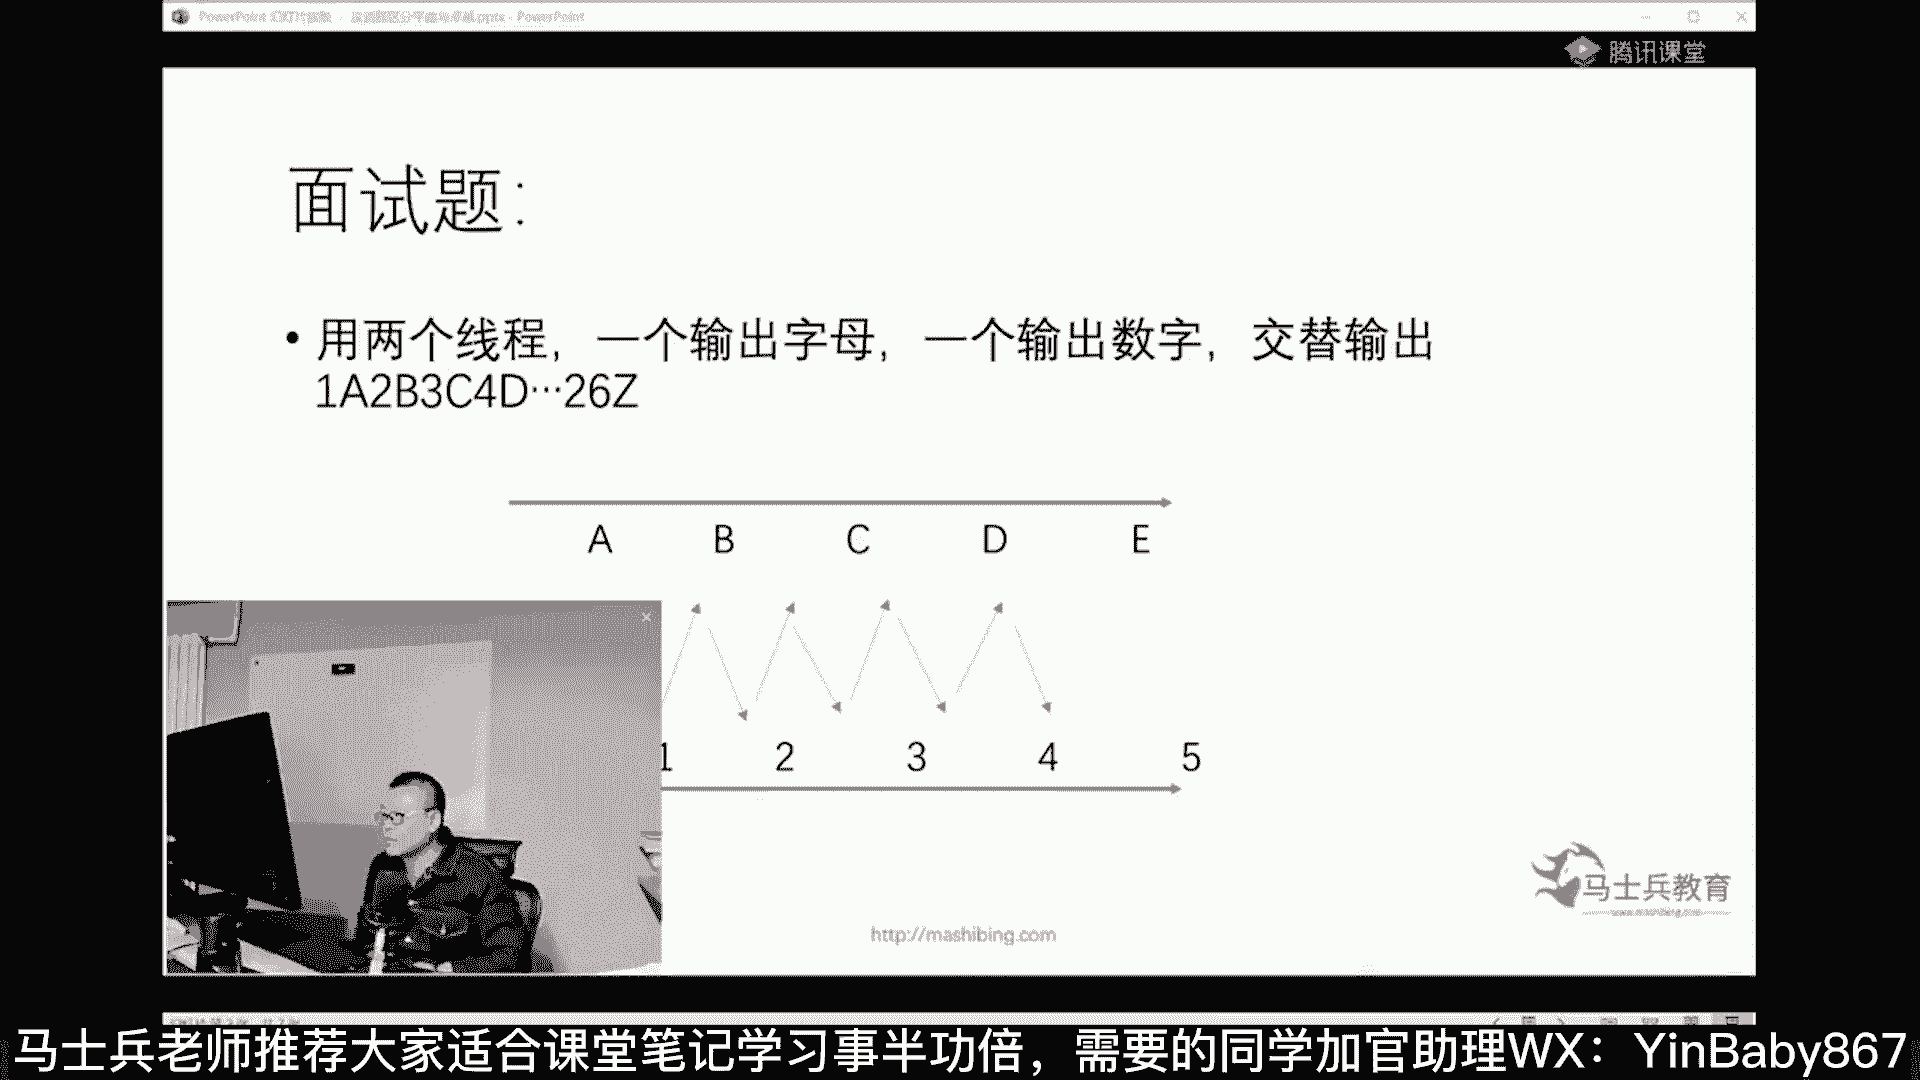 腾讯课堂
面试题：
• 用两个线程，一个输出字母，一个输出数字，交替输出
1A2B3C4D…26Z
A B C D E
1 2 3 4 5
马士兵教育
http://mashibing.com
马士兵老师推荐大家适合课堂笔记学习事半功倍，需要的同学加官助理WX：YinBaby867